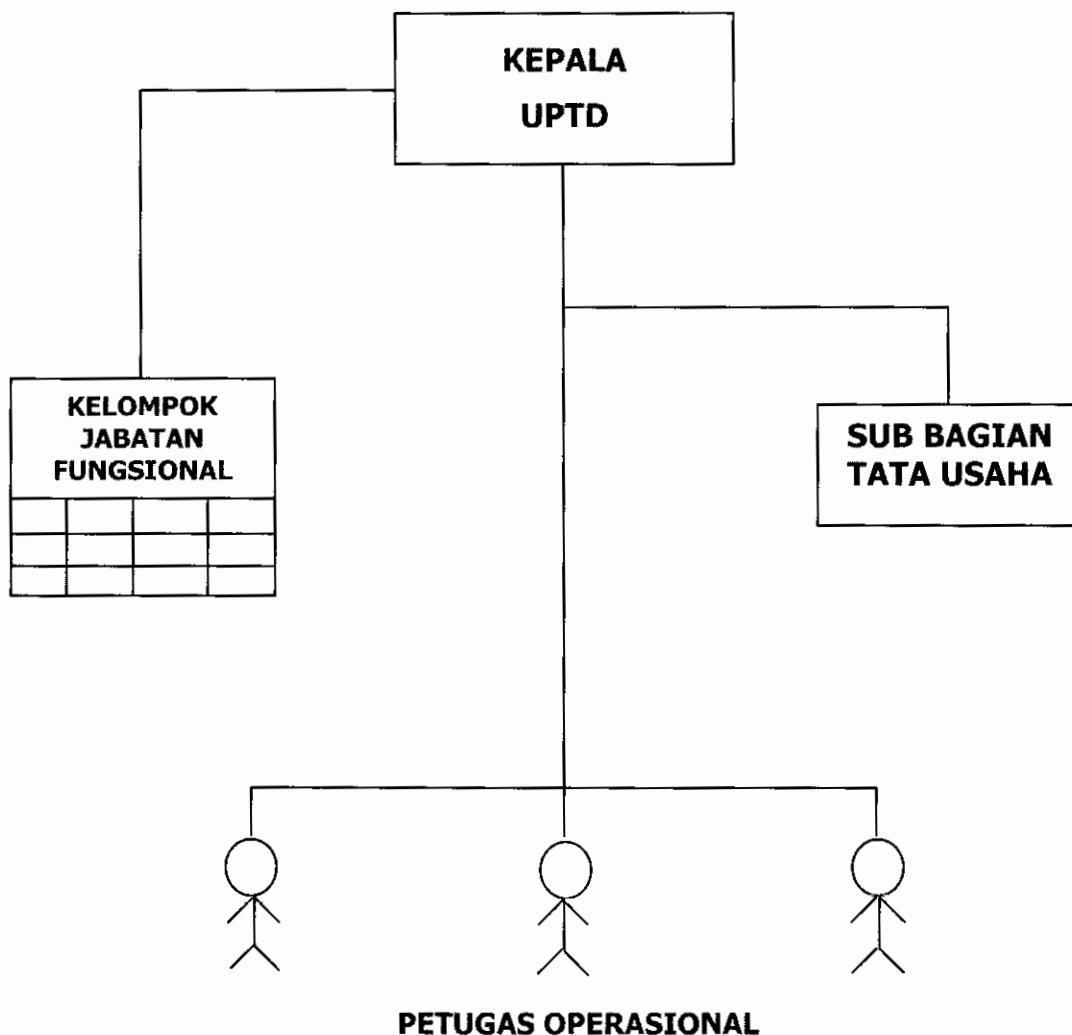 KEPALA
UPTD
KELOMPOK
JABATAN
FUNGSIONAL
SUB BAGIAN
TATA USAHA
PETUGAS OPERASIONAL